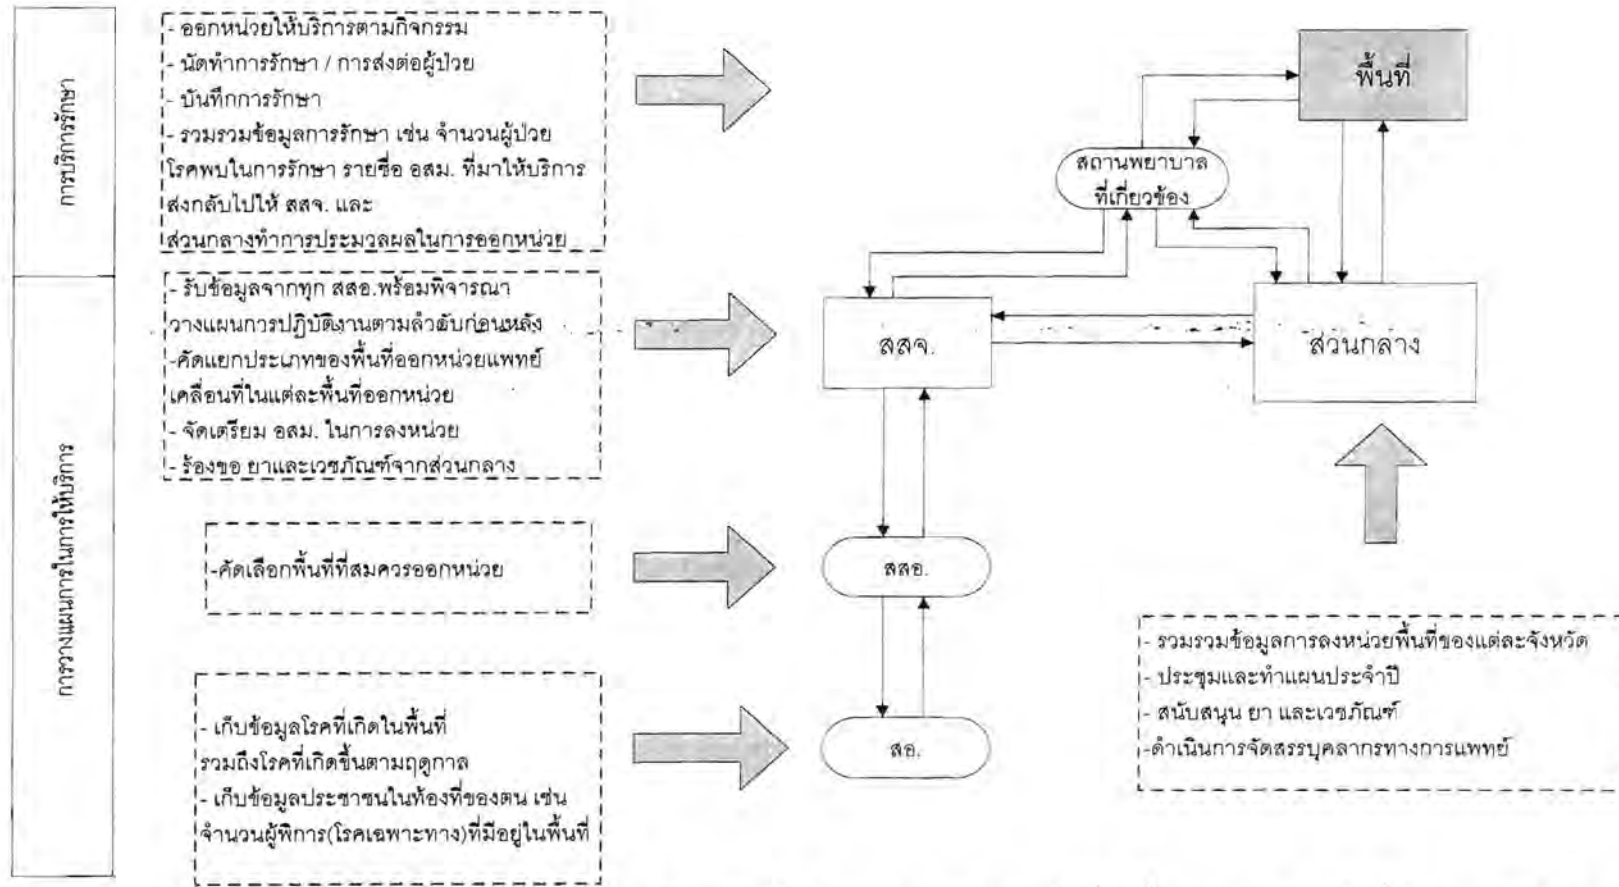 การบริการรักษา
- ออกหน่วยให้บริการตามกิจกรรม
- นัดทำการรักษา / การส่งต่อผู้ป่วย
- บันทึกการรักษา
- รวมรวมข้อมูลการรักษา เช่น จำนวนผู้ป่วย
โรคพบในการรักษา รายชื่อ อสม. ที่มาให้บริการ
ส่งกลับไปให้ สสจ. และ
ส่วนกลางทำการประมวลผลในการออกหน่วย
พื้นที่
สถานพยาบาล
ที่เกี่ยวข้อง
การวางแผนการในการให้บริการ
- รับข้อมูลจากทุก สสอ.พร้อมพิจารณา
วางแผนการปฏิบัติงานตามลำดับก่อนหลัง
-คัดแยกประเภทของพื้นที่ออกหน่วยแพทย์
เคลื่อนที่ในแต่ละพื้นที่ออกหน่วย
- จัดเตรียม อสม. ในการลงหน่วย
- ร้องขอ ยาและเวชภัณฑ์จากส่วนกลาง
สสจ.
ส่วนกลาง
-คัดเลือกพื้นที่ที่สมควรออกหน่วย
สสอ.
- เก็บข้อมูลโรคที่เกิดในพื้นที่
รวมถึงโรคที่เกิดขึ้นตามฤดูกาล
- เก็บข้อมูลประชาชนในท้องที่ของตน เช่น
จำนวนผู้พิการ(โรคเฉพาะทาง)ที่มีอยู่ในพื้นที่
สอ.
- รวมรวมข้อมูลการลงหน่วยพื้นที่ของแต่ละจังหวัด
- ประชุมและทำแผนประจำปี
- สนับสนุน ยา และเวชภัณฑ์
-ดำเนินการจัดสรรบุคลากรทางการแพทย์